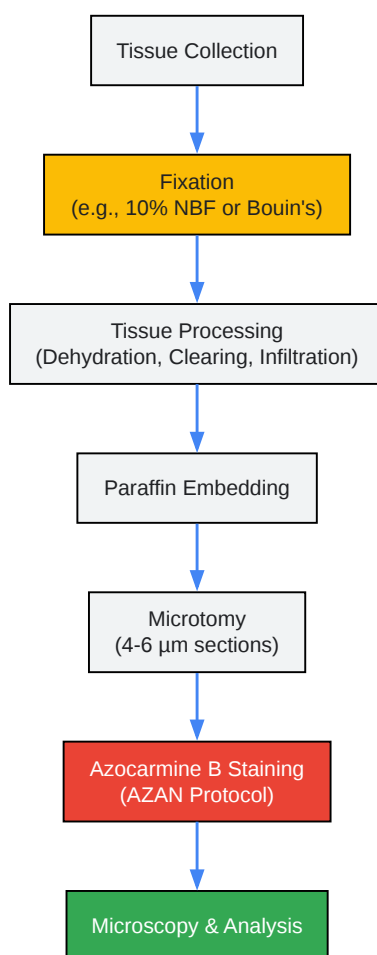 Tissue Collection
Fixation
(e.g., 10% NBF or Bouin's)
Tissue Processing
(Dehydration, Clearing, Infiltration)
Paraffin Embedding
Microtomy
(4-6 µm sections)
Azocarmine B Staining
(AZAN Protocol)
Microscopy & Analysis